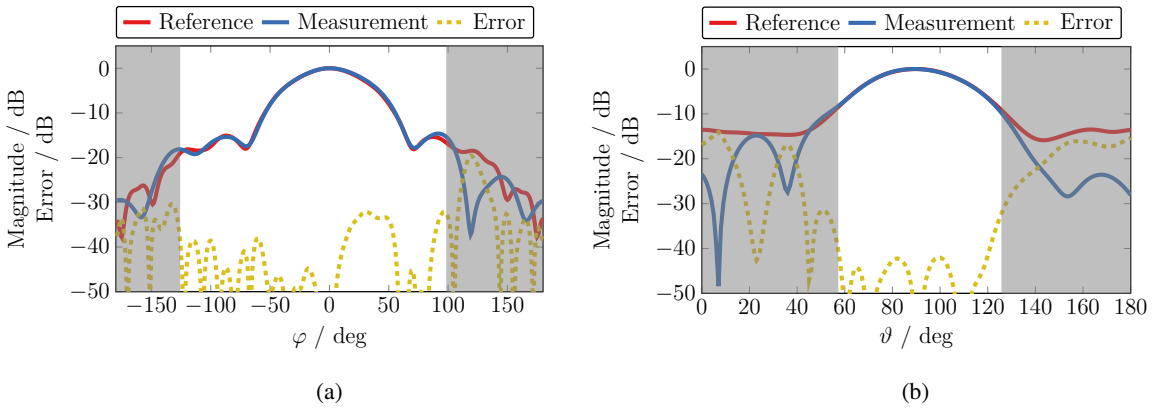 Reference Measurement Error
Magnitude / dB
Error / dB
0
−10
−20
−30
−40
−50
−150 −100 −50 0 50 100 150
φ / deg
(a)
Reference Measurement Error
Magnitude / dB
Error / dB
0
−10
−20
−30
−40
−50
0 20 40 60 80 100 120 140 160 180
ϑ / deg
(b)